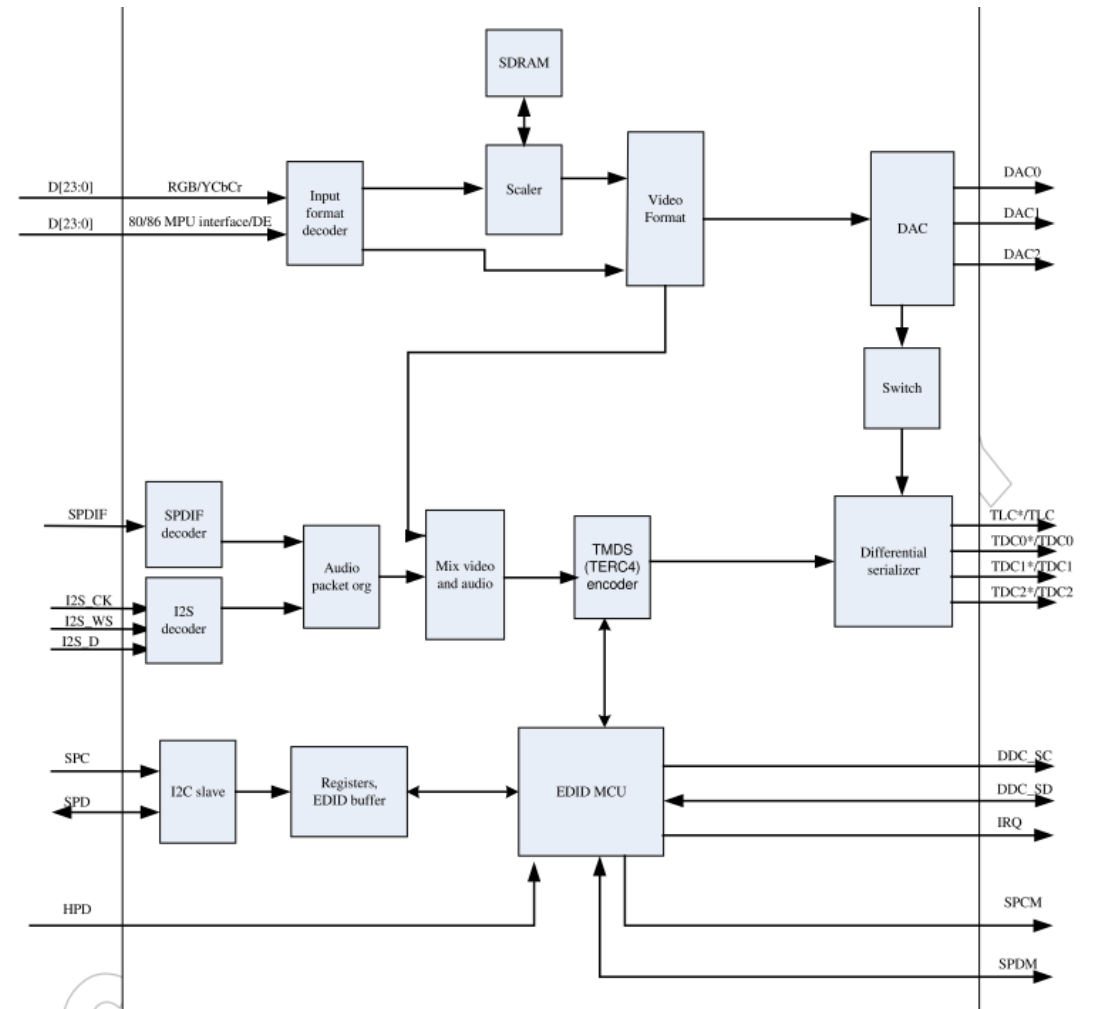 SDRAM
D[23:0]
RGB/YCbCr
D[23:0]
80/86 MPU interface/DE
Input
format
decoder
Scaler
Video
Format
DAC
DAC0
DAC1
DAC2
Switch
SPDIF
SPDIF
decoder
I2S_CK
I2S_WS
I2S_D
I2S
decoder
Audio
packet org
Mix video
and audio
TMDS
(TERC4)
encoder
Differential
serializer
TLC*/TLC
TDC0*/TDC0
TDC1*/TDC1
TDC2*/TDC2
SPC
SPD
I2C slave
Registers,
EDID buffer
EDID MCU
DDC_SC
DDC_SD
IRQ
HPD
SPCM
SPDM